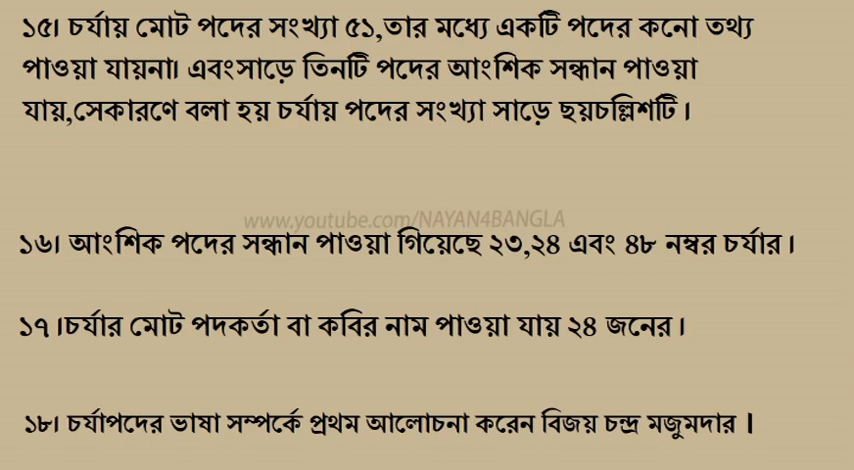 ১৫। চর্যায় মোট পদের সংখ্যা ৫১,তার মধ্যে একটি পদের কনো তথ্য
পাওয়া যায়না। এবংসাড়ে তিনটি পদের আংশিক সন্ধান পাওয়া
যায়,সেকারণে বলা হয় চর্যায় পদের সংখ্যা সাড়ে ছয়চল্লিশটি।
www.youtube.com/NAYAN4BANGLA
১৬। আংশিক পদের সন্ধান পাওয়া গিয়েছে ২৩,২৪ এবং ৪৮ নম্বর চর্যার।
১৭।চর্যার মোট পদকর্তা বা কবির নাম পাওয়া যায় ২৪ জনের।
১৮। চর্যাপদের ভাষা সম্পর্কে প্রথম আলোচনা করেন বিজয় চন্দ্র মজুমদার।